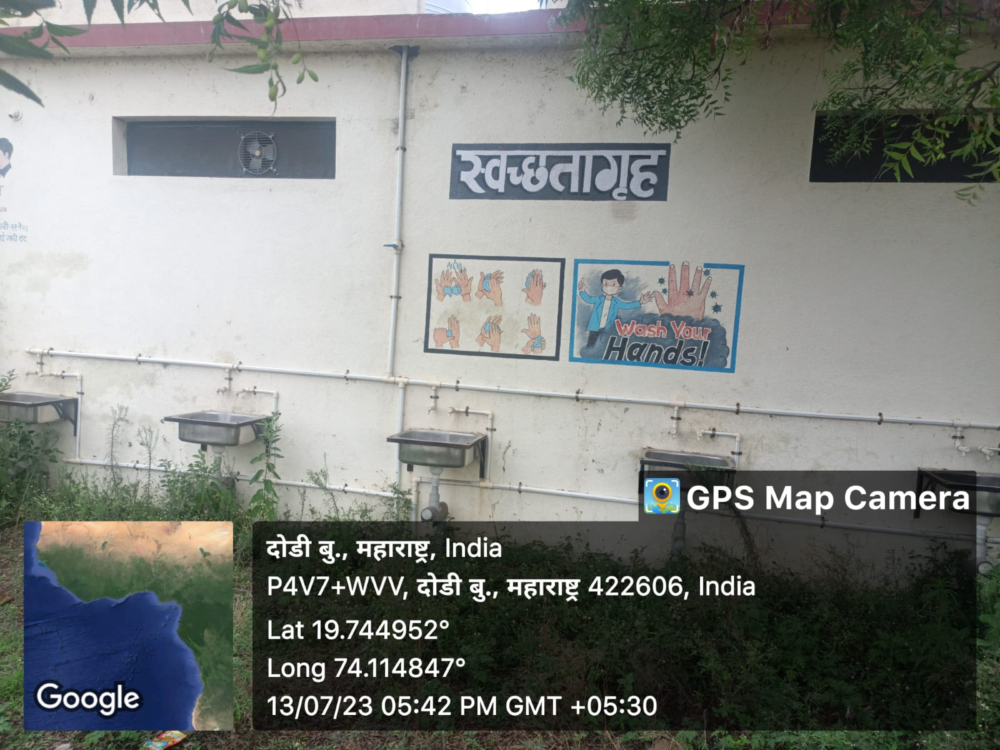 स्वच्छतागृह
Wash Your
Hands!
GPS Map Camera
दोडी बु., महाराष्ट्र, India
P4V7+WVV, दोडी बु., महाराष्ट्र 422606, India
Lat 19.744952°
Long 74.114847°
13/07/23 05:42 PM GMT +05:30
Google